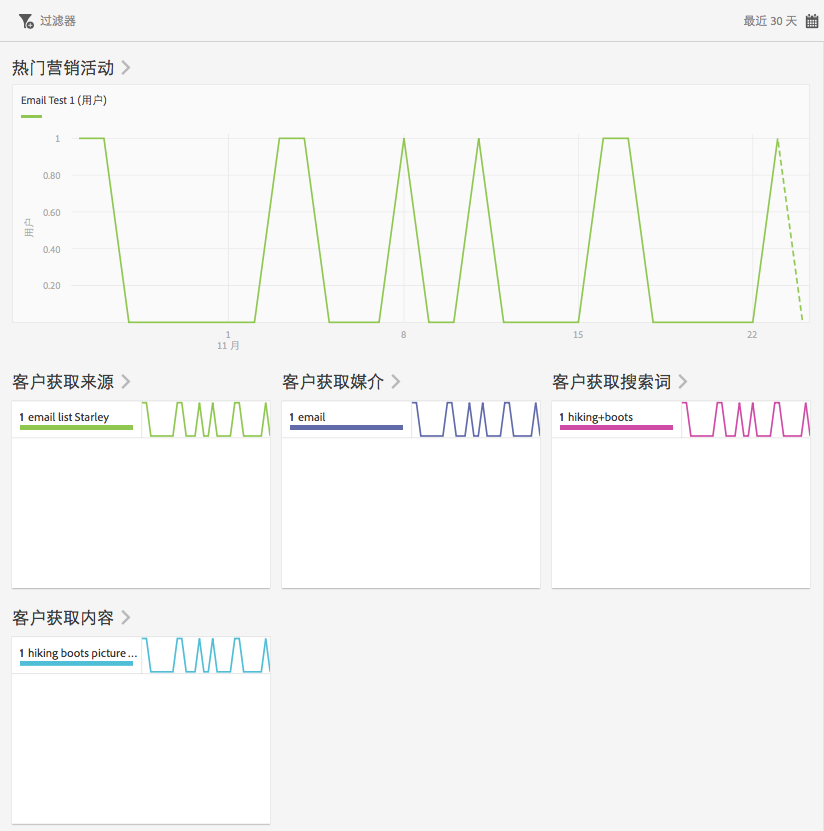 过滤器
最近 30 天
热门营销活动
Email Test 1 (用户)
1
0.80
0.60
0.40
0.20
用户
1
8
15
22
11 月
客户获取来源
客户获取媒介
客户获取搜索词
1 email list Starley
1 email
1 hiking+boots
客户获取内容
1 hiking boots picture ...